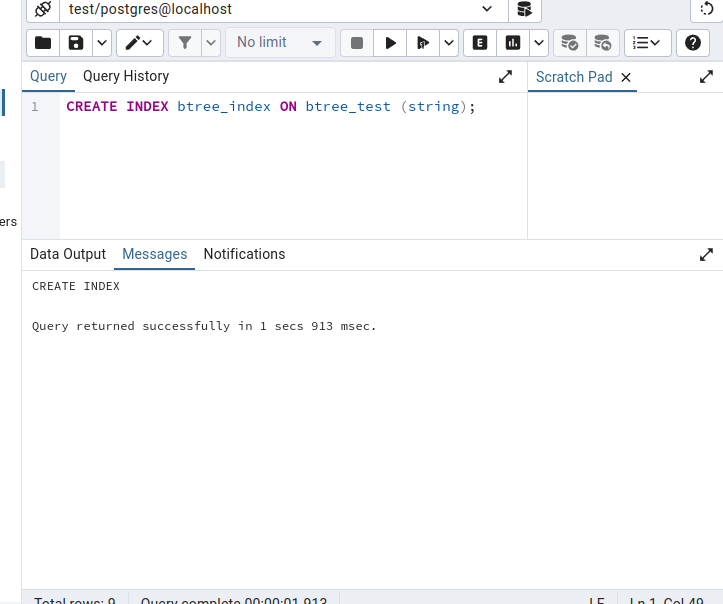 test/postgres@localhost
No limit
E
Query Query History
Scratch Pad
1 CREATE INDEX btree_index ON btree_test (string);
ers
Data Output Messages Notifications
CREATE INDEX
Query returned successfully in 1 secs 913 msec.
Total rows: 9 Query complete 00:00:01.913 LF Ln 1, Col 49